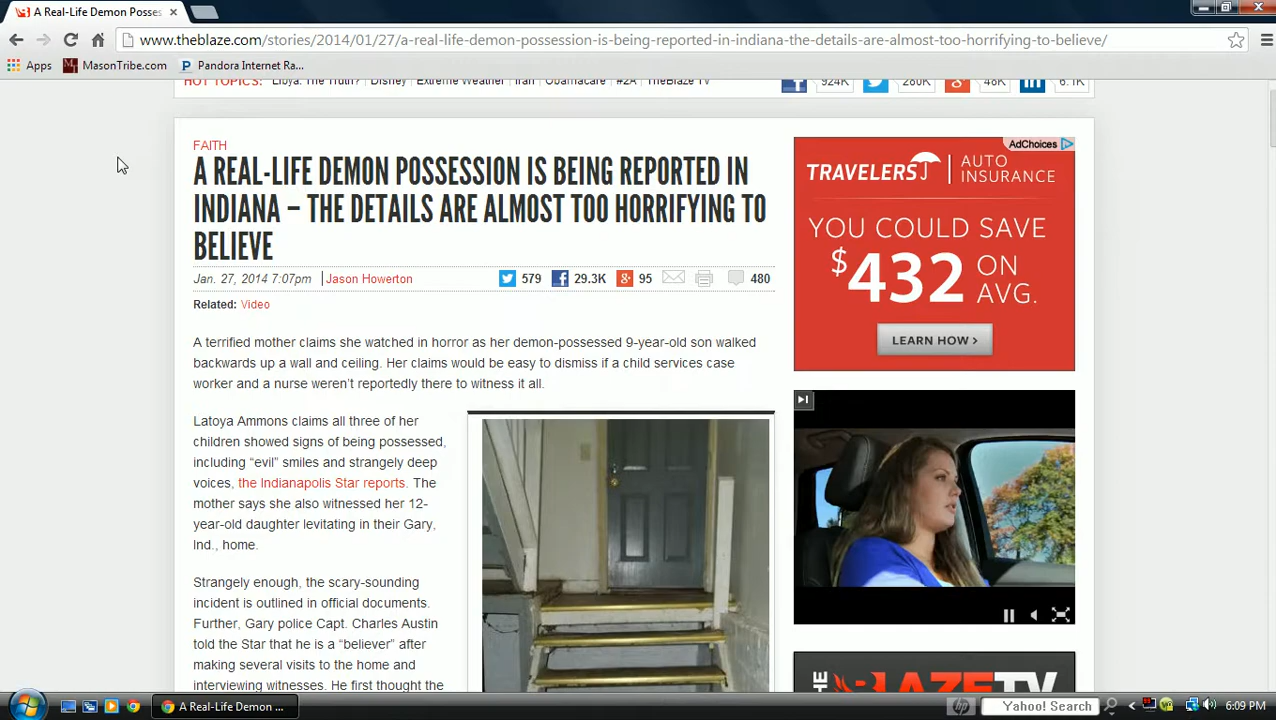 A Real-Life Demon Posses
www.theblaze.com/stories/2014/01/27/a-real-life-demon-possession-is-being-reported-in-indiana-the-details-are-almost-too-horrifying-to-believe/
Apps MasonTribe.com Pandora Internet Ra...
HOT TOPICS: Libya: The Truth? Disney Extreme Weather Iran Obamacare #2A TheBlaze TV 924K 280K 48K 6.1K
FAITH
A REAL-LIFE DEMON POSSESSION IS BEING REPORTED IN
INDIANA – THE DETAILS ARE ALMOST TOO HORRIFYING TO
BELIEVE
Jan. 27, 2014 7:07pm Jason Howerton 579 29.3K 95 480
Related: Video
A terrified mother claims she watched in horror as her demon-possessed 9-year-old son walked
backwards up a wall and ceiling. Her claims would be easy to dismiss if a child services case
worker and a nurse weren't reportedly there to witness it all.
Latoya Ammons claims all three of her
children showed signs of being possessed,
including “evil” smiles and strangely deep
voices, the Indianapolis Star reports. The
mother says she also witnessed her 12-
year-old daughter levitating in their Gary,
Ind., home.
Strangely enough, the scary-sounding
incident is outlined in official documents.
Further, Gary police Capt. Charles Austin
told the Star that he is a “believer” after
making several visits to the home and
interviewing witnesses. He first thought the
AdChoices
TRAVELERS AUTO
INSURANCE
YOU COULD SAVE
$432 ON
AVG.
LEARN HOW >
THE BLAZETV
A Real-Life Demon ...
hp Yahoo! Search 6:09 PM